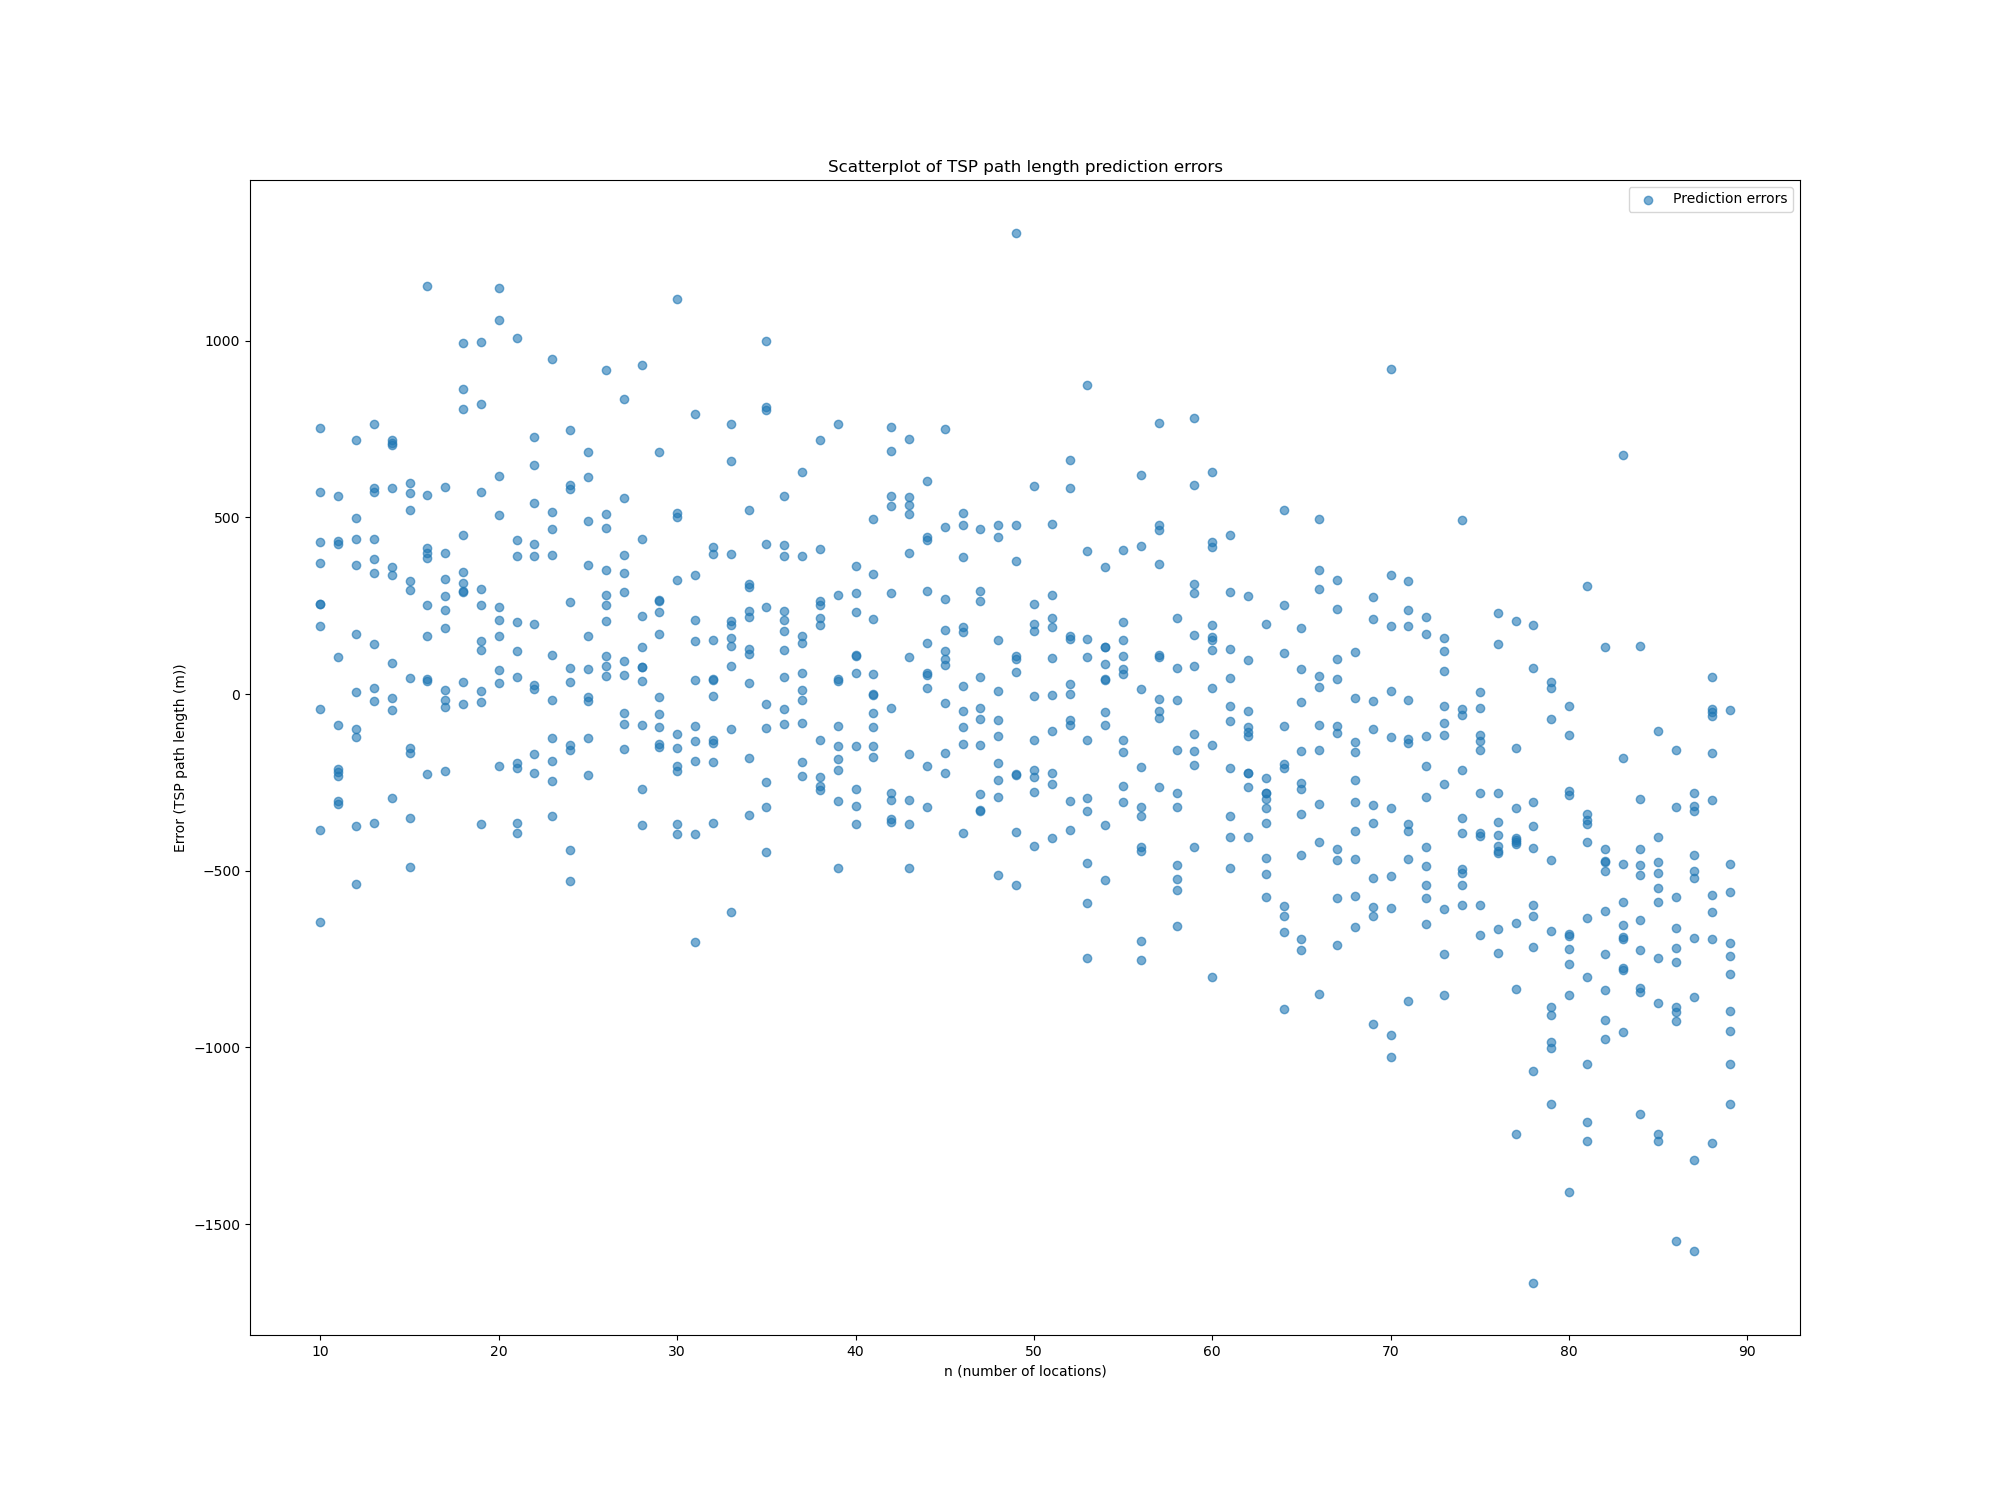 Scatterplot of TSP path length prediction errors
Prediction errors
1000
500
0
−500
−1000
−1500
Error (TSP path length (m))
10 20 30 40 50 60 70 80 90
n (number of locations)